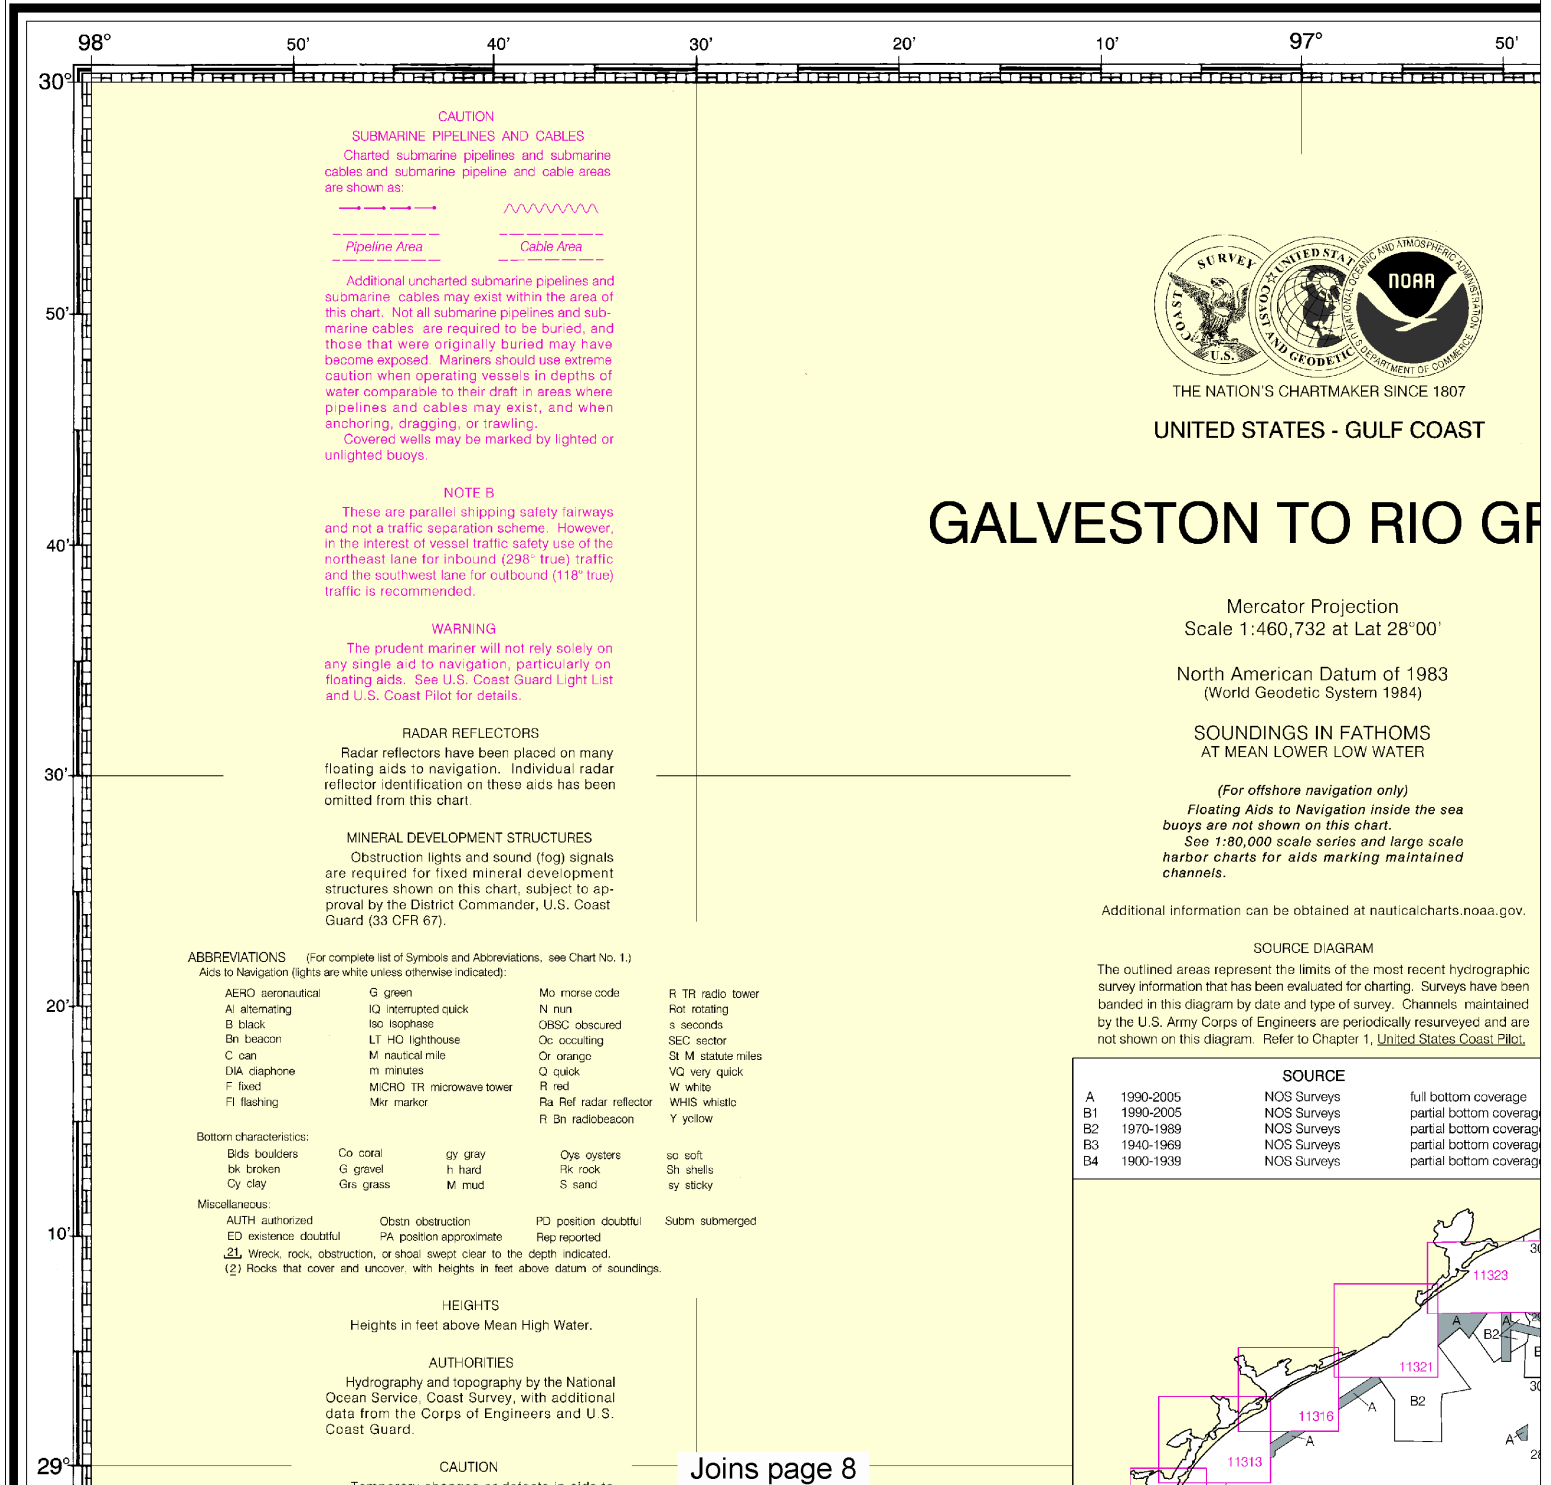 98° 50' 40' 30' 20' 10' 97° 50'
30°
50'
40'
30'
20'
10'
29°
CAUTION
SUBMARINE PIPELINES AND CABLES
Charted submarine pipelines and submarine
cables and submarine pipeline and cable areas
are shown as:
Pipeline Area Cable Area
Additional uncharted submarine pipelines and
submarine cables may exist within the area of
this chart. Not all submarine pipelines and sub-
marine cables are required to be buried, and
those that were originally buried may have
become exposed. Mariners should use extreme
caution when operating vessels in depths of
water comparable to their draft in areas where
pipelines and cables may exist, and when
anchoring, dragging, or trawling.
Covered wells may be marked by lighted or
unlighted buoys.
NOTE B
These are parallel shipping safety fairways
and not a traffic separation scheme. However,
in the interest of vessel traffic safety use of the
northeast lane for inbound (298° true) traffic
and the southwest lane for outbound (118° true)
traffic is recommended.
WARNING
The prudent mariner will not rely solely on
any single aid to navigation, particularly on
floating aids. See U.S. Coast Guard Light List
and U.S. Coast Pilot for details.
RADAR REFLECTORS
Radar reflectors have been placed on many
floating aids to navigation. Individual radar
reflector identification on these aids has been
omitted from this chart.
MINERAL DEVELOPMENT STRUCTURES
Obstruction lights and sound (fog) signals
are required for fixed mineral development
structures shown on this chart, subject to ap-
proval by the District Commander, U.S. Coast
Guard (33 CFR 67).
ABBREVIATIONS (For complete list of Symbols and Abbreviations, see Chart No. 1.)
Aids to Navigation (lights are white unless otherwise indicated):
AERO aeronautical G green Mo morse code R TR radio tower
Al alternating IQ interrupted quick N nun Rot rotating
B black Iso isophase OBSC obscured s seconds
Bn beacon LT HO lighthouse Oc occulting SEC sector
C can M nautical mile Or orange St M statute miles
DIA diaphone m minutes Q quick VQ very quick
F fixed MICRO TR microwave tower R red W white
Fl flashing Mkr marker Ra Ref radar reflector WHIS whistle
R Bn radiobeacon Y yellow
Bottom characteristics:
Blds boulders Co coral gy gray Oys oysters so soft
bk broken G gravel h hard Rk rock Sh shells
Cy clay Grs grass M mud S sand sy sticky
Miscellaneous:
AUTH authorized Obstn obstruction PD position doubtful Subm submerged
ED existence doubtful PA position approximate Rep reported
21, Wreck, rock, obstruction, or shoal swept clear to the depth indicated.
(2) Rocks that cover and uncover, with heights in feet above datum of soundings.
HEIGHTS
Heights in feet above Mean High Water.
AUTHORITIES
Hydrography and topography by the National
Ocean Service, Coast Survey, with additional
data from the Corps of Engineers and U.S.
Coast Guard.
CAUTION
Joins page 8
COAST SURVEY U.S.
UNITED STAT COAST AND GEODETIC
NATIONAL OCEANIC AND ATMOSPHERIC ADMINISTRATION
NOAA
U.S. DEPARTMENT OF COMMERCE
THE NATION'S CHARTMAKER SINCE 1807
UNITED STATES - GULF COAST
GALVESTON TO RIO GR
Mercator Projection
Scale 1:460,732 at Lat 28°00'
North American Datum of 1983
(World Geodetic System 1984)
SOUNDINGS IN FATHOMS
AT MEAN LOWER LOW WATER
(For offshore navigation only)
Floating Aids to Navigation inside the sea
buoys are not shown on this chart.
See 1:80,000 scale series and large scale
harbor charts for aids marking maintained
channels.
Additional information can be obtained at nauticalcharts.noaa.gov.
SOURCE DIAGRAM
The outlined areas represent the limits of the most recent hydrographic
survey information that has been evaluated for charting. Surveys have been
banded in this diagram by date and type of survey. Channels maintained
by the U.S. Army Corps of Engineers are periodically resurveyed and are
not shown on this diagram. Refer to Chapter 1, United States Coast Pilot.
SOURCE
A 1990-2005 NOS Surveys full bottom coverage
B1 1990-2005 NOS Surveys partial bottom coverag
B2 1970-1989 NOS Surveys partial bottom coverag
B3 1940-1969 NOS Surveys partial bottom coverag
B4 1900-1939 NOS Surveys partial bottom coverag
11323
A A
B2
11321
B2
A
11316
A A
11313